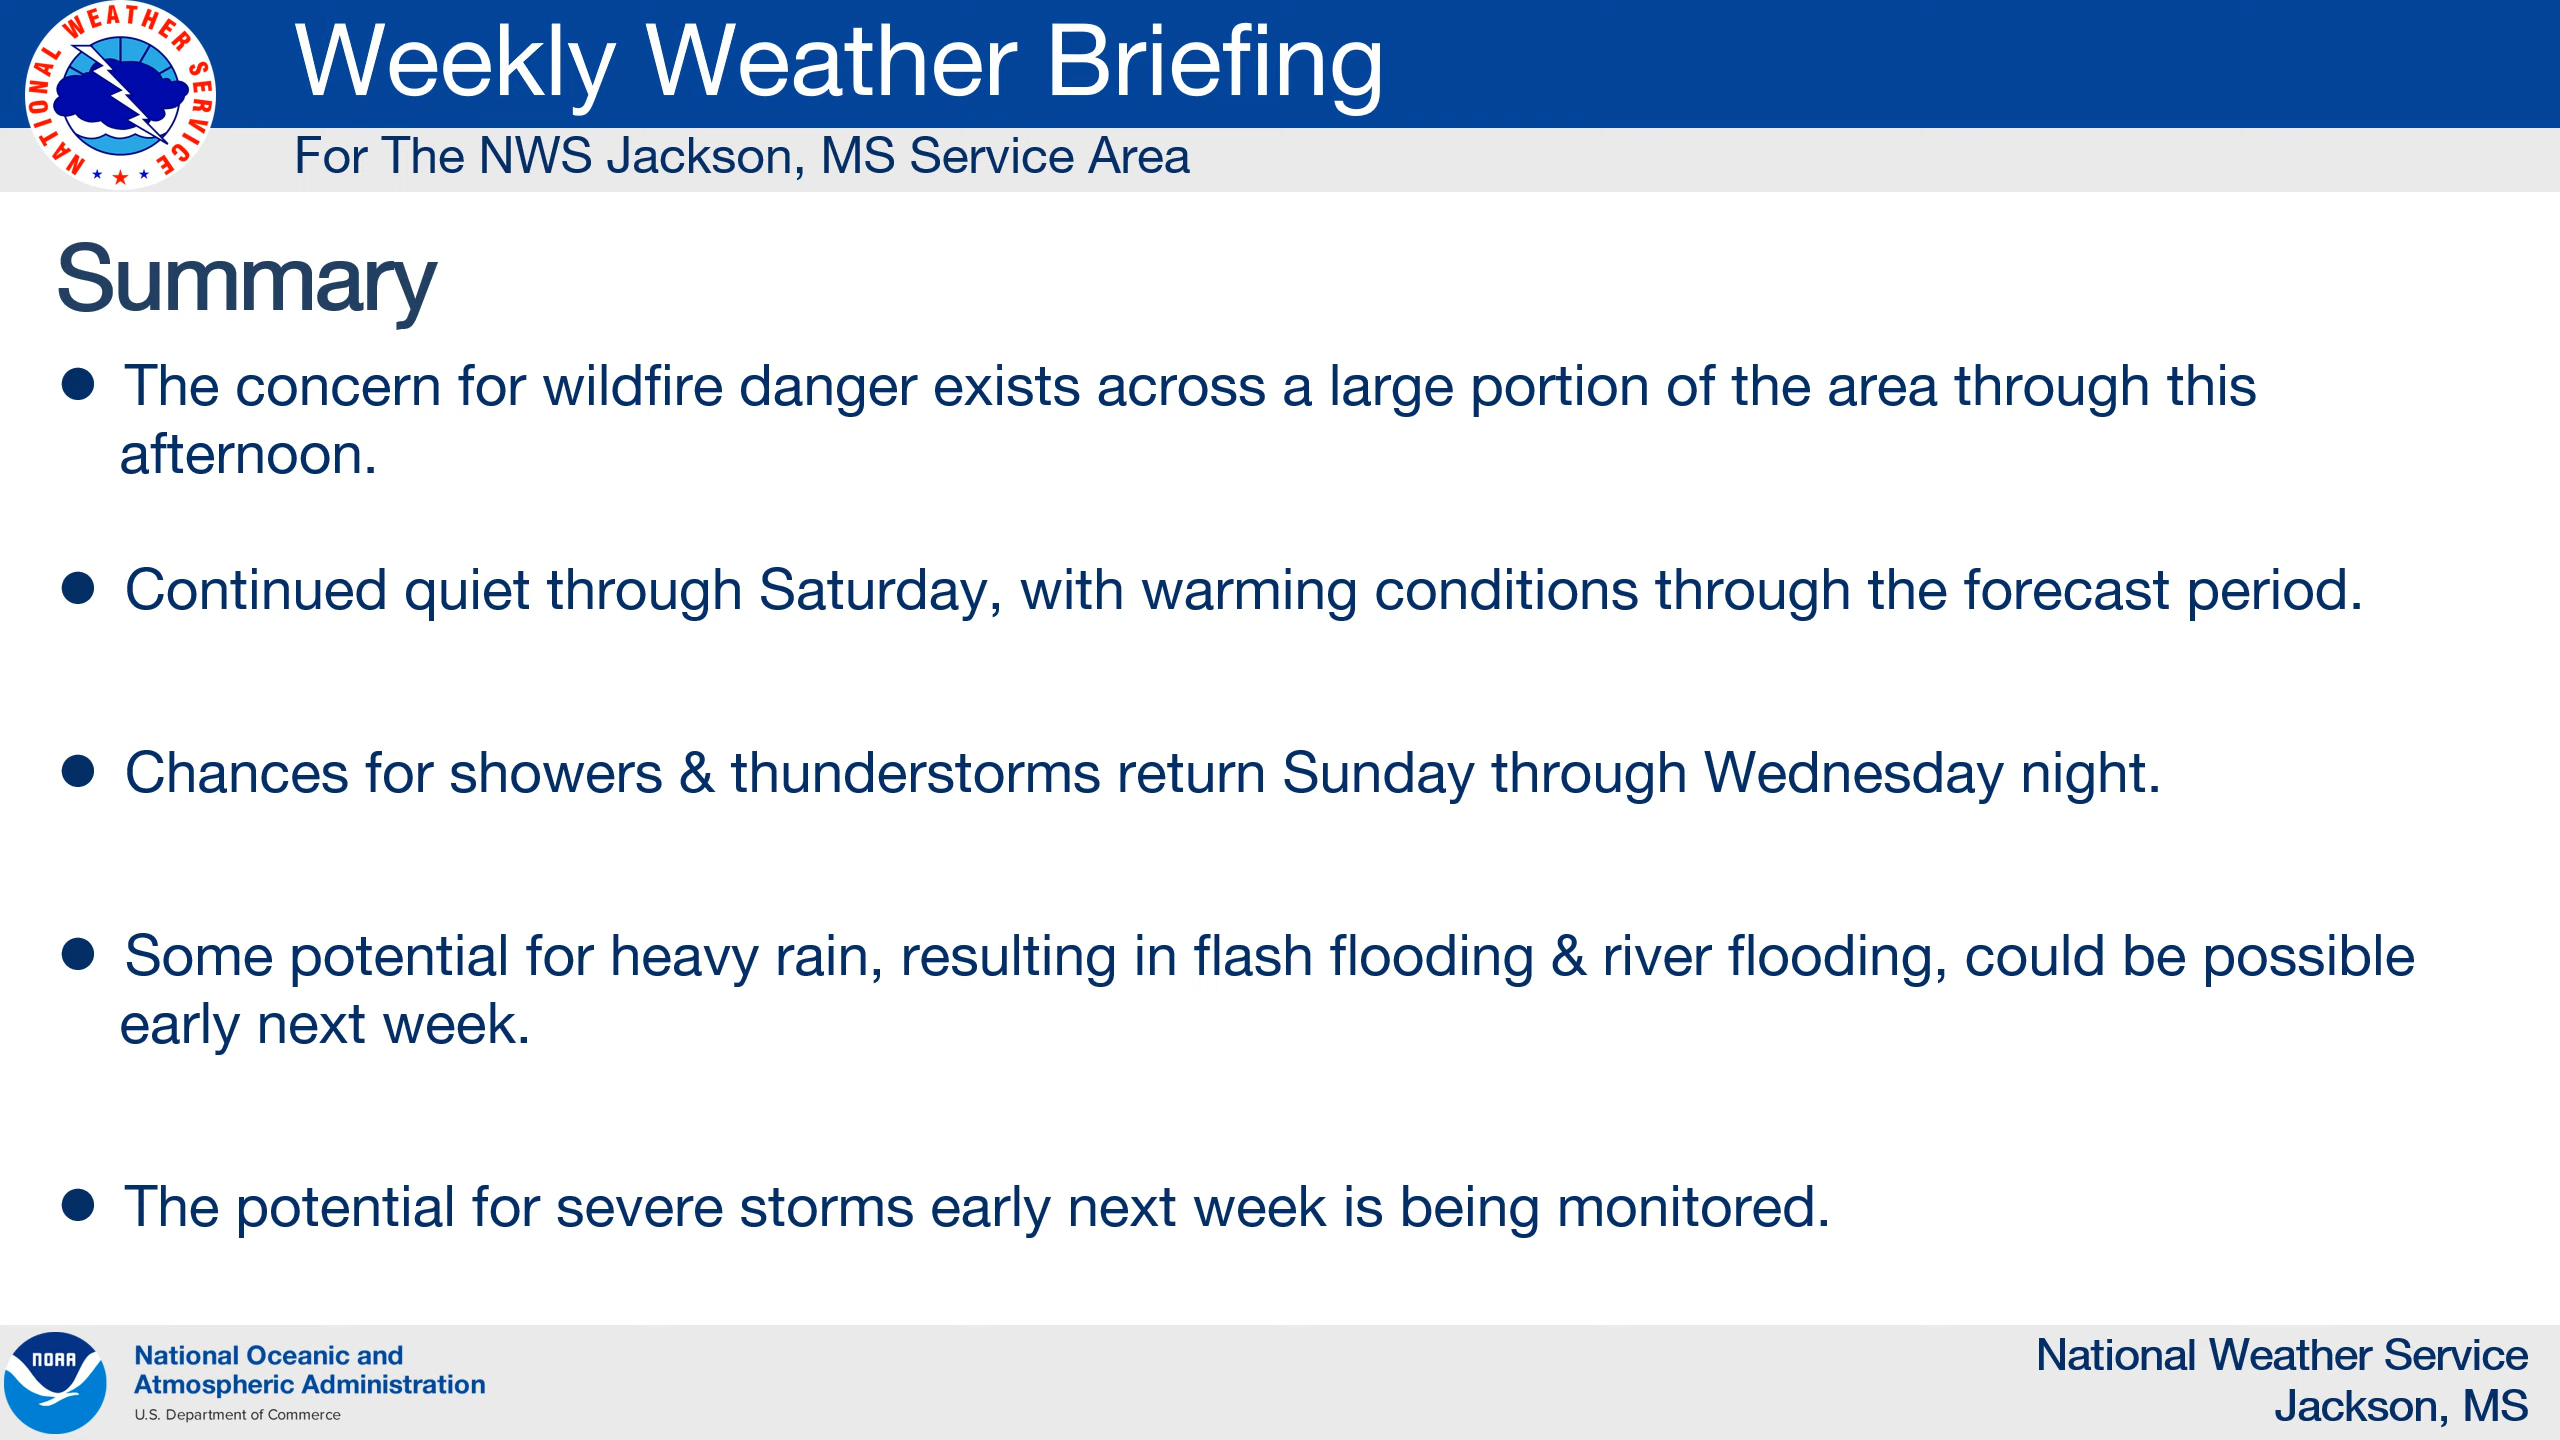 NATIONAL WEATHER SERVICE
Weekly Weather Briefing
For The NWS Jackson, MS Service Area
Summary
● The concern for wildfire danger exists across a large portion of the area through this
afternoon.
● Continued quiet through Saturday, with warming conditions through the forecast period.
● Chances for showers & thunderstorms return Sunday through Wednesday night.
● Some potential for heavy rain, resulting in flash flooding & river flooding, could be possible
early next week.
● The potential for severe storms early next week is being monitored.
NOAA
National Oceanic and
Atmospheric Administration
U.S. Department of Commerce
National Weather Service
Jackson, MS